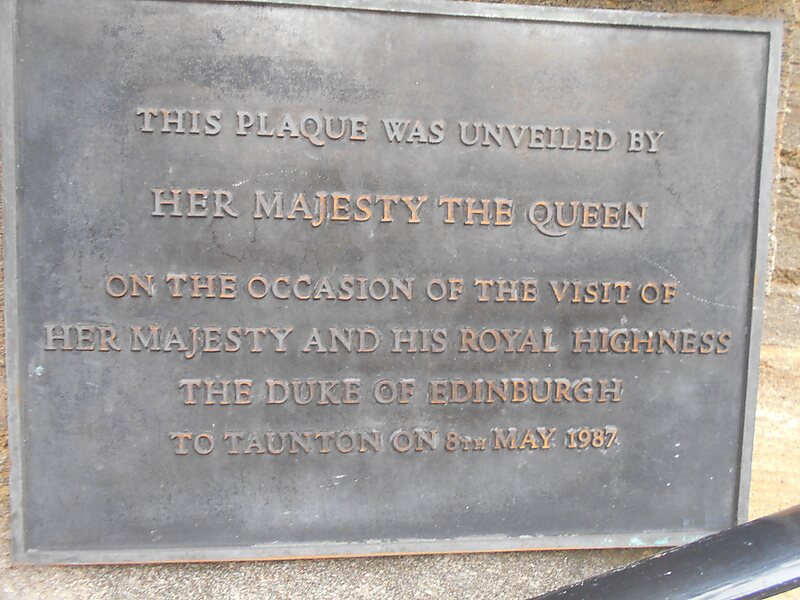 THIS PLAQUE WAS UNVEILED BY
HER MAJESTY THE QUEEN
ON THE OCCASION OF THE VISIT OF
HER MAJESTY AND HIS ROYAL HIGHNESS
THE DUKE OF EDINBURGH
TO TAUNTON ON 8TH MAY 1987